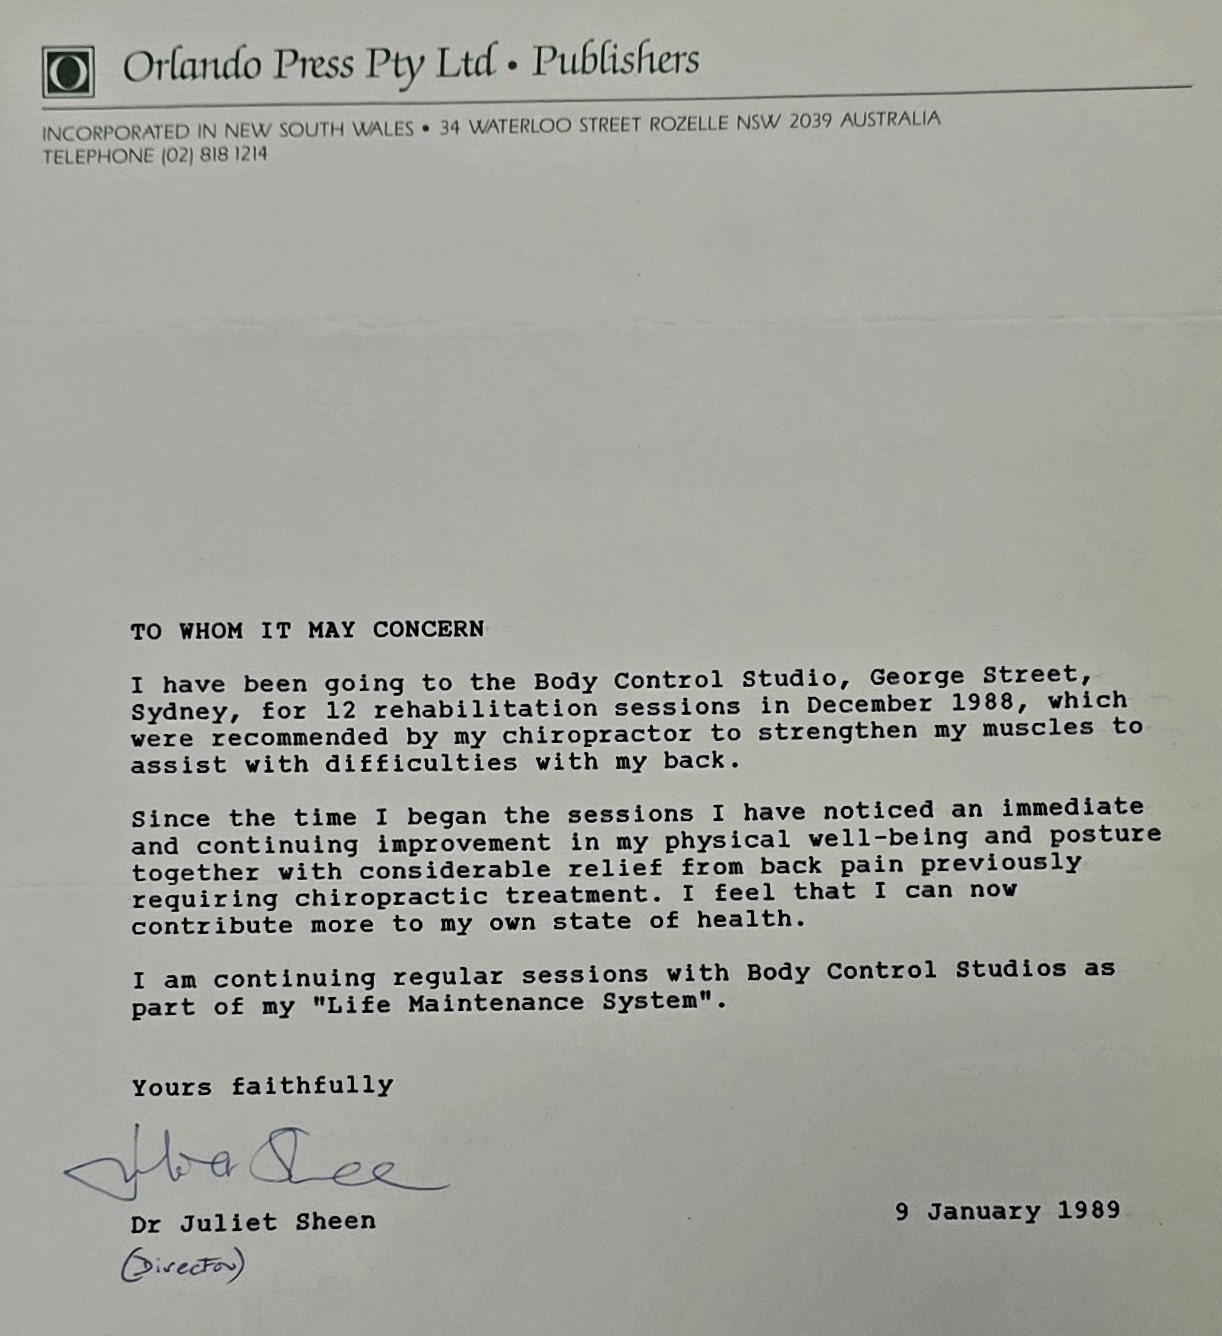 Orlando Press Pty Ltd • Publishers
INCORPORATED IN NEW SOUTH WALES • 34 WATERLOO STREET ROZELLE NSW 2039 AUSTRALIA
TELEPHONE (02) 818 1214
TO WHOM IT MAY CONCERN
I have been going to the Body Control Studio, George Street,
Sydney, for 12 rehabilitation sessions in December 1988, which
were recommended by my chiropractor to strengthen my muscles to
assist with difficulties with my back.
Since the time I began the sessions I have noticed an immediate
and continuing improvement in my physical well-being and posture
together with considerable relief from back pain previously
requiring chiropractic treatment. I feel that I can now
contribute more to my own state of health.
I am continuing regular sessions with Body Control Studios as
part of my "Life Maintenance System".
Yours faithfully
Dr Juliet Sheen
9 January 1989
(Director)